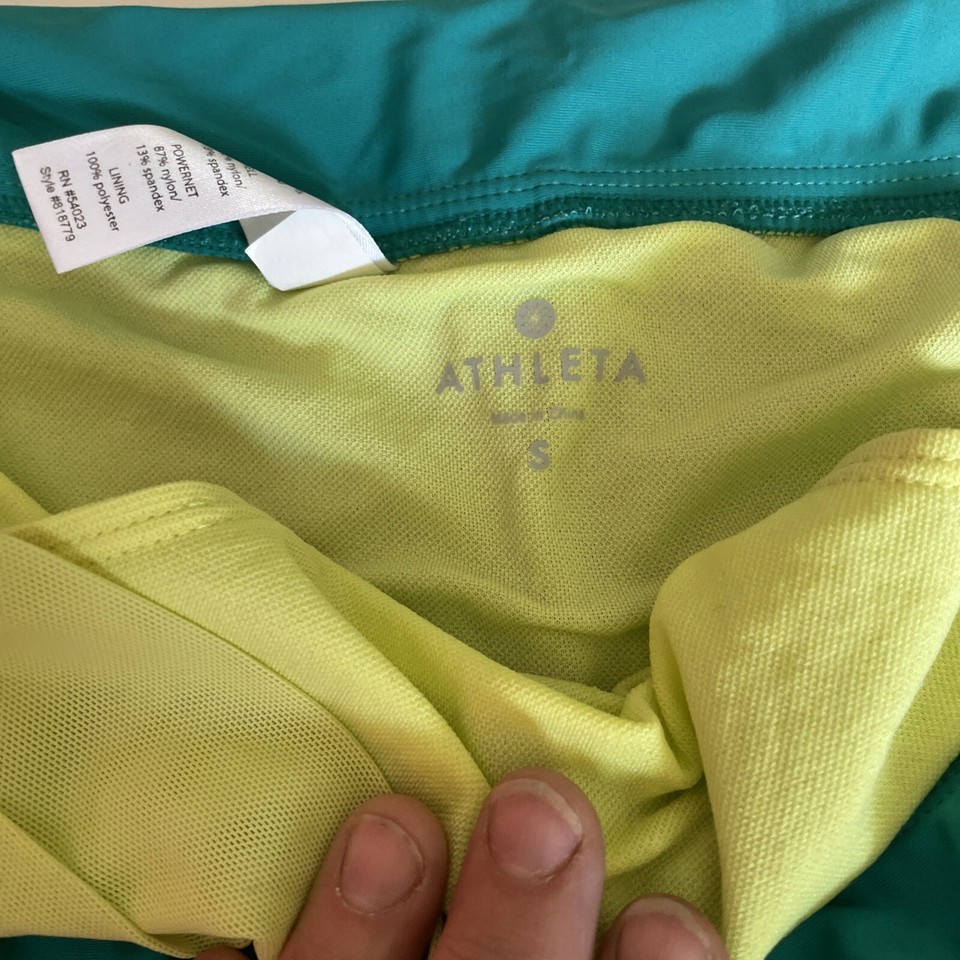 % nylon/
% spandex
POWERNET
87% nylon/
13% spandex
LINING
100% polyester
RN #54023
Style #818779
ATHLETA
Made in China
S